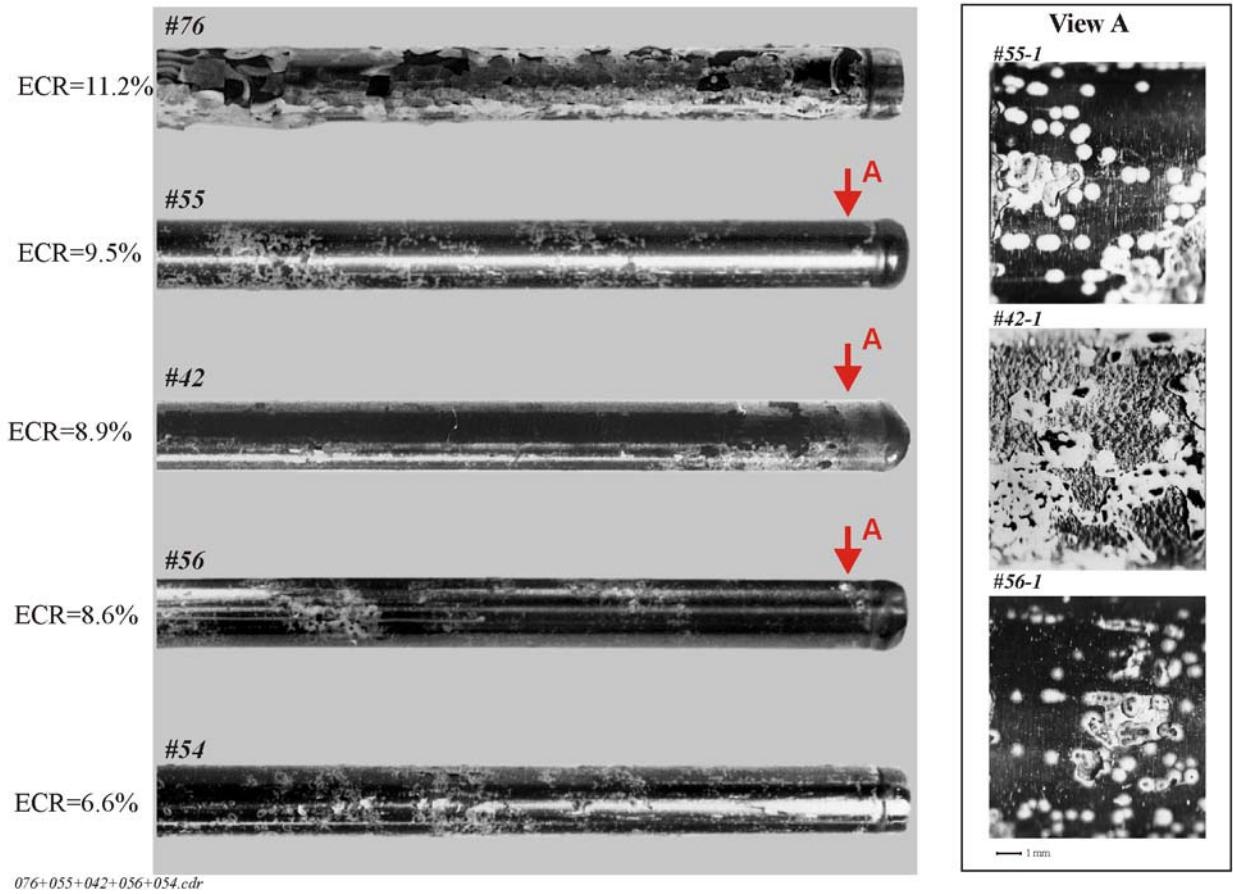 #76
ECR=11.2%
#55
A
ECR=9.5%
#42
A
ECR=8.9%
#56
A
ECR=8.6%
#54
ECR=6.6%
076+055+042+056+054.cdr
View A
#55-1
#42-1
#56-1
1 mm